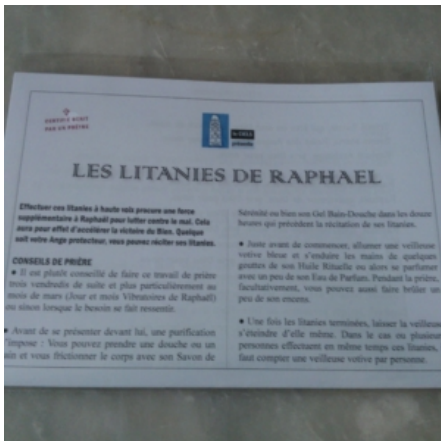 CONSEIL ECRIT
PAR UN PRETRE
présente
LES LITANIES DE RAPHAEL
Effectuer ces litanies à haute voix procure une force
supplémentaire à Raphaël pour lutter contre le mal. Cela
aura pour effet d'accélérer la victoire du Bien. Quelque
soit votre Ange protecteur, vous pouvez réciter ses litanies.
CONSEILS DE PRIÈRE
● Il est plutôt conseillé de faire ce travail de prière
trois vendredis de suite et plus particulièrement au
mois de mars (Jour et mois Vibratoires de Raphaël)
ou sinon lorsque le besoin se fait ressentir.
● Avant de se présenter devant lui, une purification
s'impose : Vous pouvez prendre une douche ou un
ain et vous frictionner le corps avec son Savon de
Sérénité ou bien son Gel Bain-Douche dans les douze
heures qui précèdent la récitation de ses litanies.
● Juste avant de commencer, allumer une veilleuse
votive bleue et s'enduire les mains de quelques
gouttes de son Huile Rituelle ou alors se parfumer
avec un peu de son Eau de Parfum. Pendant la prière,
facultativement, vous pouvez aussi faire brûler un
peu de son encens.
● Une fois les litanies terminées, laisser la veilleuse
s'éteindre d'elle même. Dans le cas ou plusieurs
personnes effectuent en même temps ces litanies,
faut compter une veilleuse votive par personne.